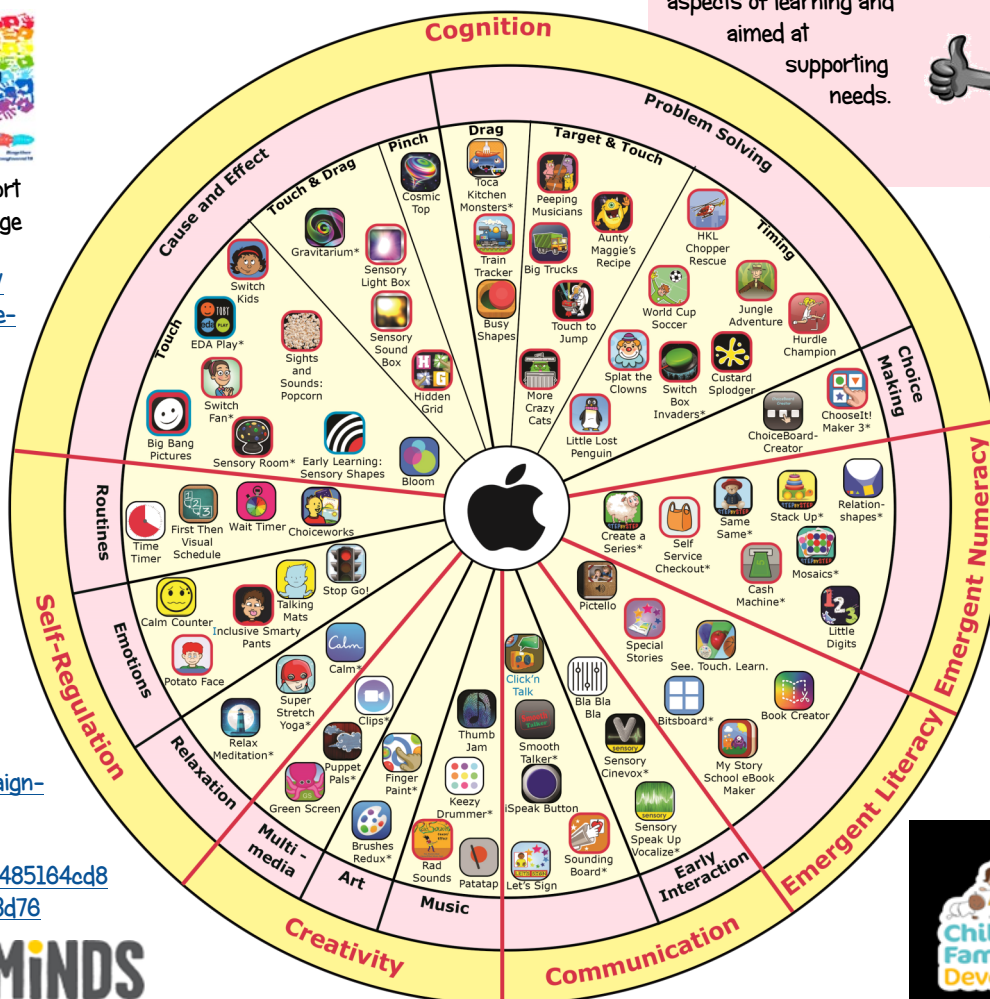 aspects of learning and
aimed at
supporting
needs.
Cognition
Cause and Effect
Problem Solving
Choice
Making
Touch
Touch & Drag
Pinch
Drag
Target & Touch
Timing
Cosmic
Top
Gravitarium*
Sensory
Light Box
Sensory
Sound
Box
Hidden
Grid
Switch
Kids
EDA Play*
Sights
and
Sounds:
Popcorn
Switch
Fan*
Big Bang
Pictures
Sensory Room*
Early Learning:
Sensory Shapes
Bloom
Toca
Kitchen
Monsters*
Train
Tracker
Busy
Shapes
Peeping
Musicians
Aunty
Maggie's
Recipe
Big Trucks
Touch to
Jump
More
Crazy
Cats
HKL
Chopper
Rescue
World Cup
Soccer
Jungle
Adventure
Hurdle
Champion
Splat the
Clowns
Switch
Box
Invaders*
Custard
Splodger
Little Lost
Penguin
ChoiceBoard-
Creator
ChooseIt!
Maker 3*
Emergent Numeracy
Create a
Series*
Self
Service
Checkout*
Same
Same*
Stack Up*
Relation-
shapes*
Cash
Machine*
Mosaics*
Little
Digits
Emergent Literacy
Pictello
Special
Stories
See. Touch. Learn.
Bitsboard*
Book Creator
My Story
School eBook
Maker
Communication
Early
Interaction
Click'n
Talk
Bla Bla
Bla
Smooth
Talker*
Sensory
Cinevox*
iSpeak Button
Sensory
Speak Up
Vocalize*
Sounding
Board*
Let's Sign
Creativity
Multi -
media
Art
Music
Clips*
Puppet
Pals*
Green Screen
Finger
Paint*
Brushes
Redux*
Thumb
Jam
Keezy
Drummer*
Rad
Sounds
Patatap
Self-Regulation
Routines
Emotions
Relaxation
Time
Timer
First Then
Visual
Schedule
Wait Timer
Choiceworks
Stop Go!
Talking
Mats
Calm Counter
Inclusive Smarty
Pants
Potato Face
Calm*
Super
Stretch
Yoga*
Relax
Meditation*
ort
ge
e-
aign-
485164cd8
3d76
MiNDS
Chil
Fam
Dev